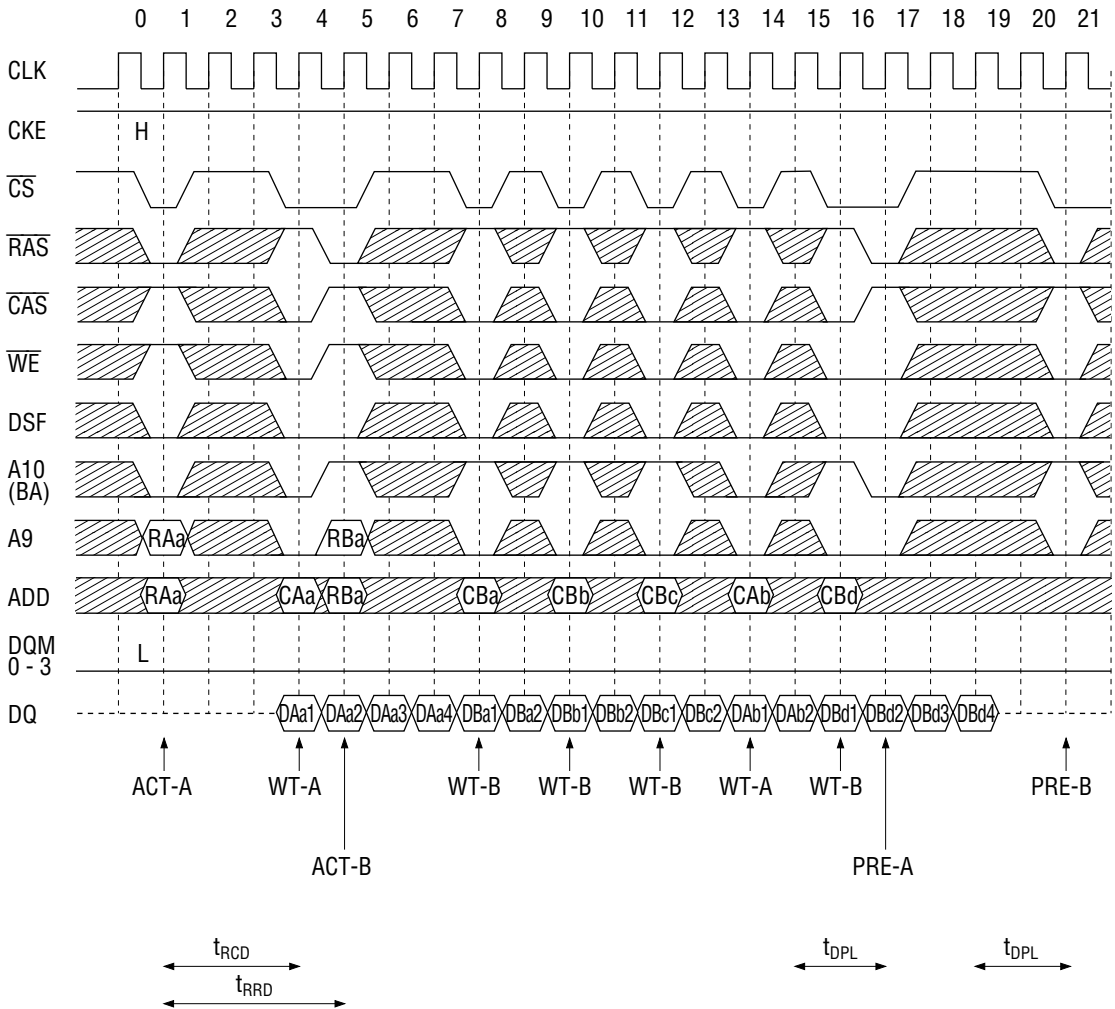 0 1 2 3 4 5 6 7 8 9 10 11 12 13 14 15 16 17 18 19 20 21
CLK
CKE H
CS
RAS
CAS
WE
DSF
A10
(BA)
A9 RAa RBa
ADD RAa CAa RBa CBa CBb CBc CAb CBd
DQM
0 - 3 L
DQ DAa1 DAa2 DAa3 DAa4 DBa1 DBa2 DBb1 DBb2 DBc1 DBc2 DAb1 DAb2 DBd1 DBd2 DBd3 DBd4
ACT-A WT-A WT-B WT-B WT-B WT-A WT-B PRE-B
ACT-B PRE-A
tRCD tDPL tDPL
tRRD